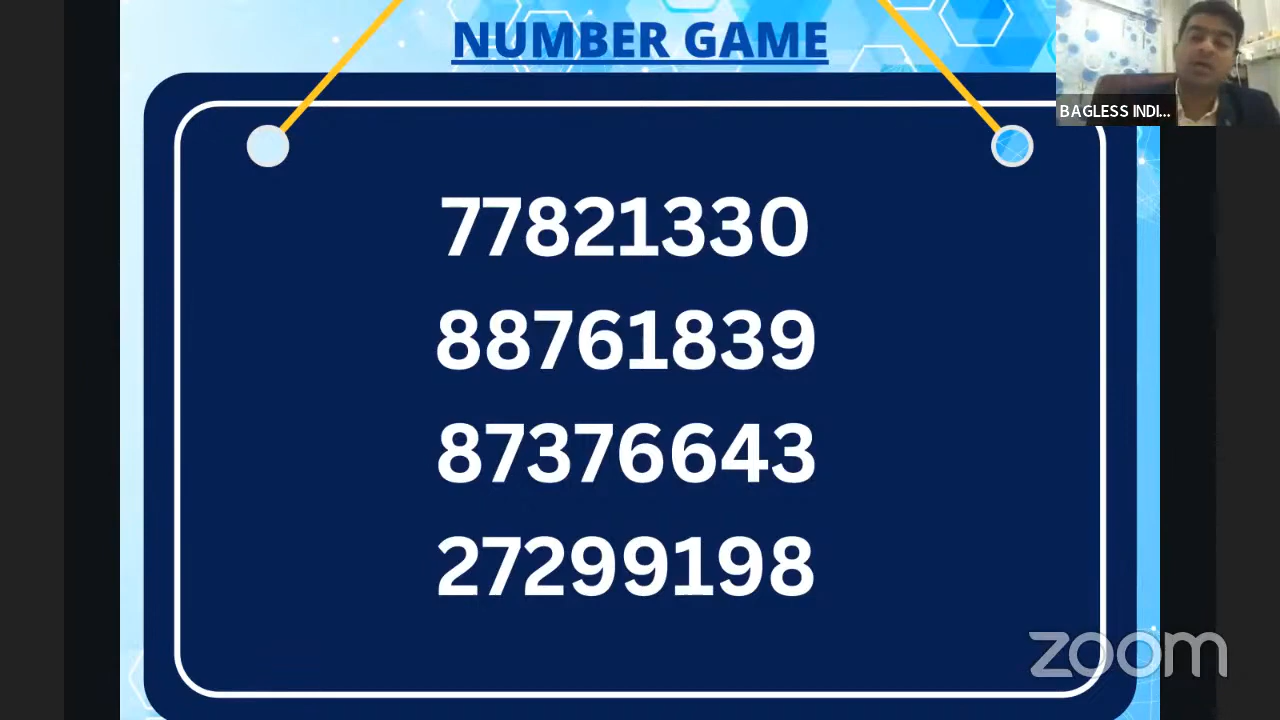 NUMBER GAME
BAGLESS INDI...
77821330
88761839
87376643
27299198
zoom